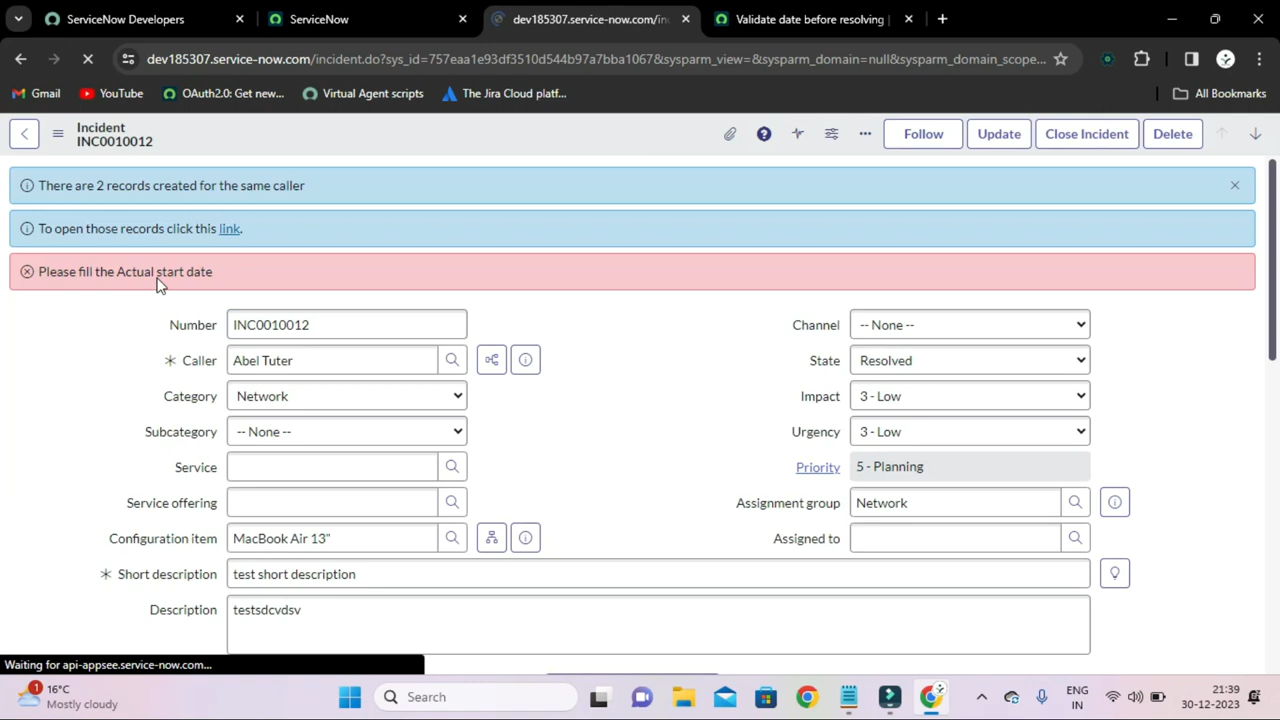 ServiceNow Developers
ServiceNow
dev185307.service-now.com/in
Validate date before resolving
dev185307.service-now.com/incident.do?sys_id=757eaa1e93df3510d544b97a7bba1067&sysparm_view=&sysparm_domain=null&sysparm_domain_scope...
Gmail
YouTube
OAuth2.0: Get new...
Virtual Agent scripts
The Jira Cloud platf...
All Bookmarks
Incident
INC0010012
Follow
Update
Close Incident
Delete
There are 2 records created for the same caller
To open those records click this link.
Please fill the Actual start date
Number INC0010012
Channel -- None --
Caller Abel Tuter
State Resolved
Category Network
Impact 3 - Low
Subcategory -- None --
Urgency 3 - Low
Service
Priority 5 - Planning
Service offering
Assignment group Network
Configuration item MacBook Air 13"
Assigned to
Short description test short description
Description testsdcvdsv
Waiting for api-appsee.service-now.com...
1
16°C
Mostly cloudy
Search
ENG
IN
21:39
30-12-2023